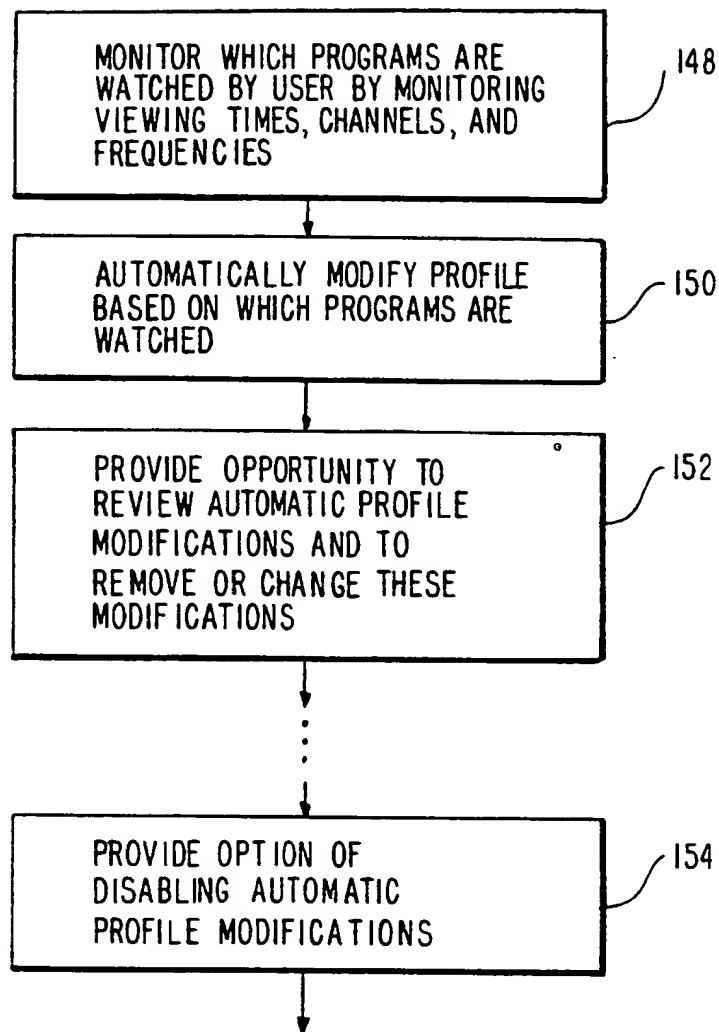 MONITOR WHICH PROGRAMS ARE
WATCHED BY USER BY MONITORING
VIEWING TIMES, CHANNELS, AND
FREQUENCIES
148
AUTOMATICALLY MODIFY PROFILE
BASED ON WHICH PROGRAMS ARE
WATCHED
150
PROVIDE OPPORTUNITY TO
REVIEW AUTOMATIC PROFILE
MODIFICATIONS AND TO
REMOVE OR CHANGE THESE
MODIFICATIONS
152
PROVIDE OPTION OF
DISABLING AUTOMATIC
PROFILE MODIFICATIONS
154